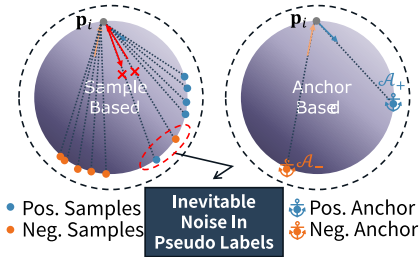 p_i
Sample
Based
p_i
Anchor
Based
A_+
A_-
Pos. Samples
Neg. Samples
Inevitable
Noise In
Pseudo Labels
Pos. Anchor
Neg. Anchor